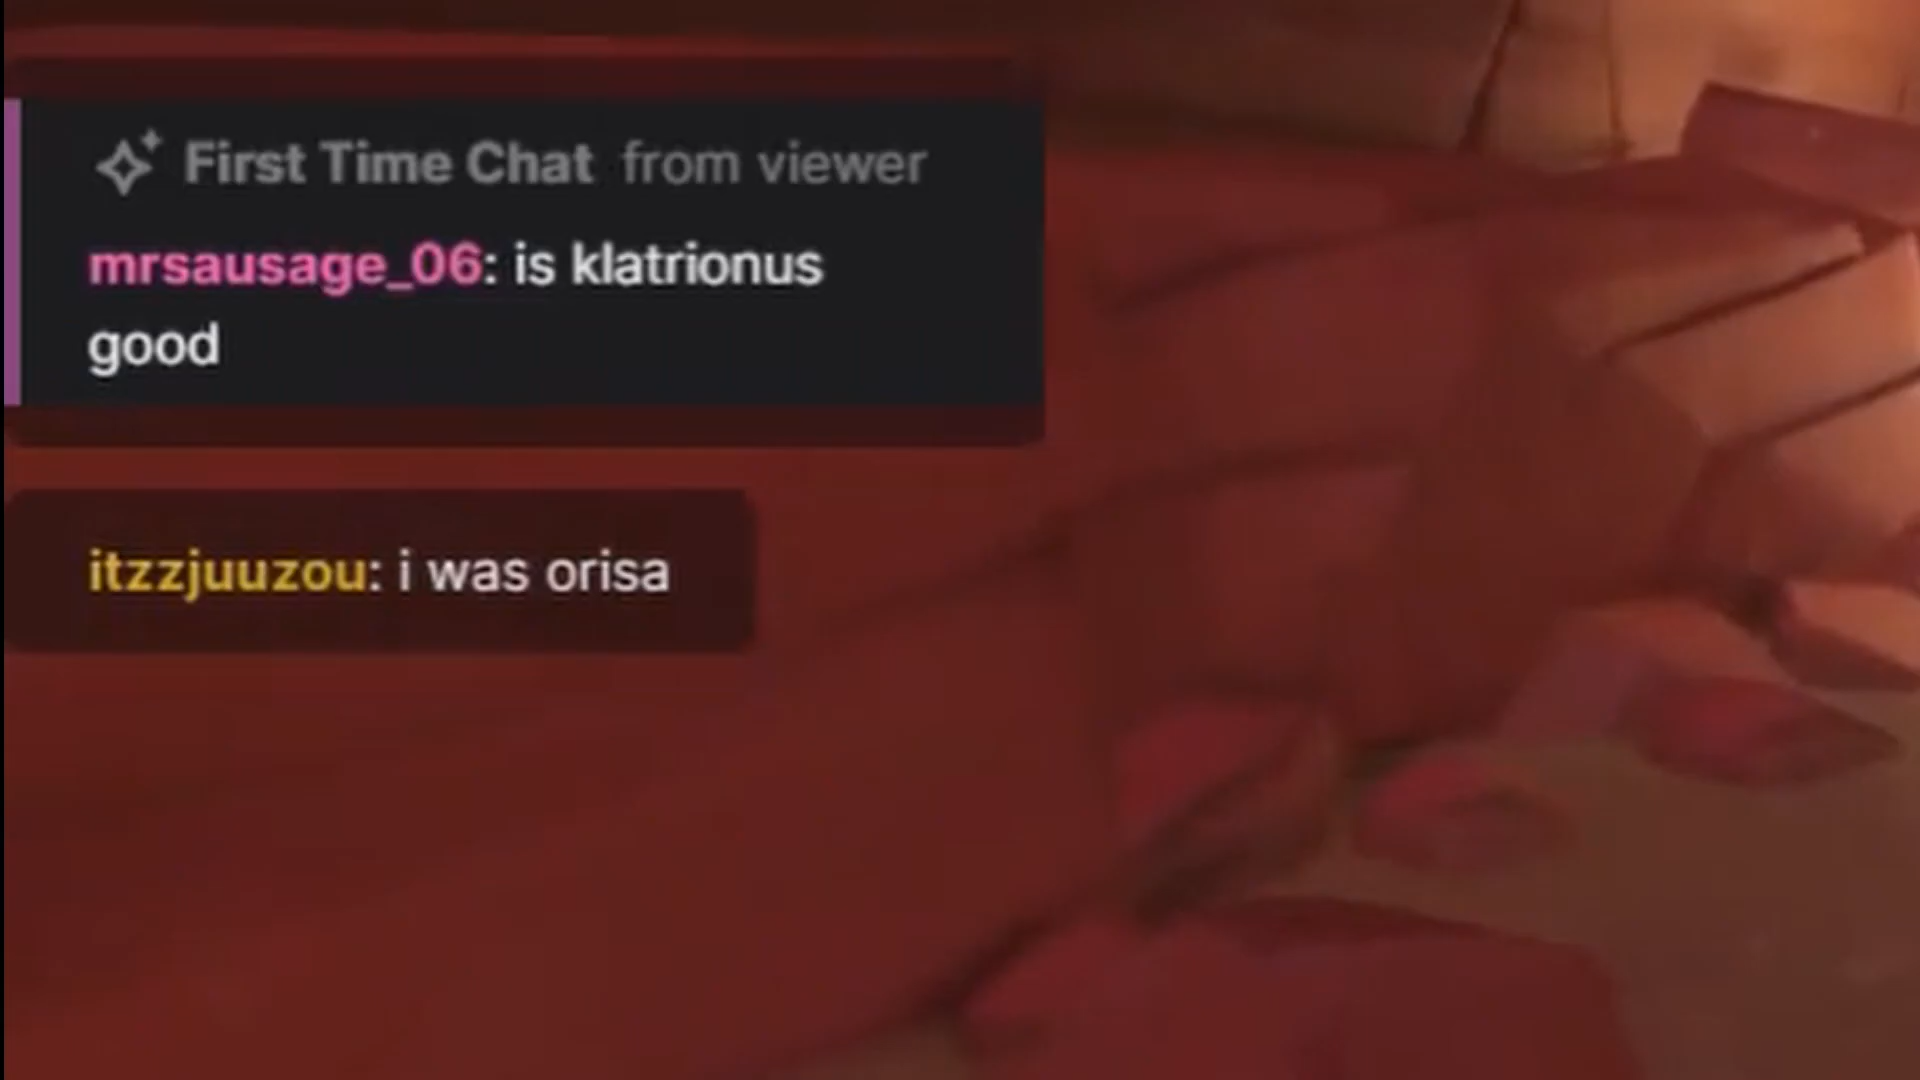 First Time Chat from viewer
mrsausage_06: is klatrionus
good
itzzjuuzou: i was orisa